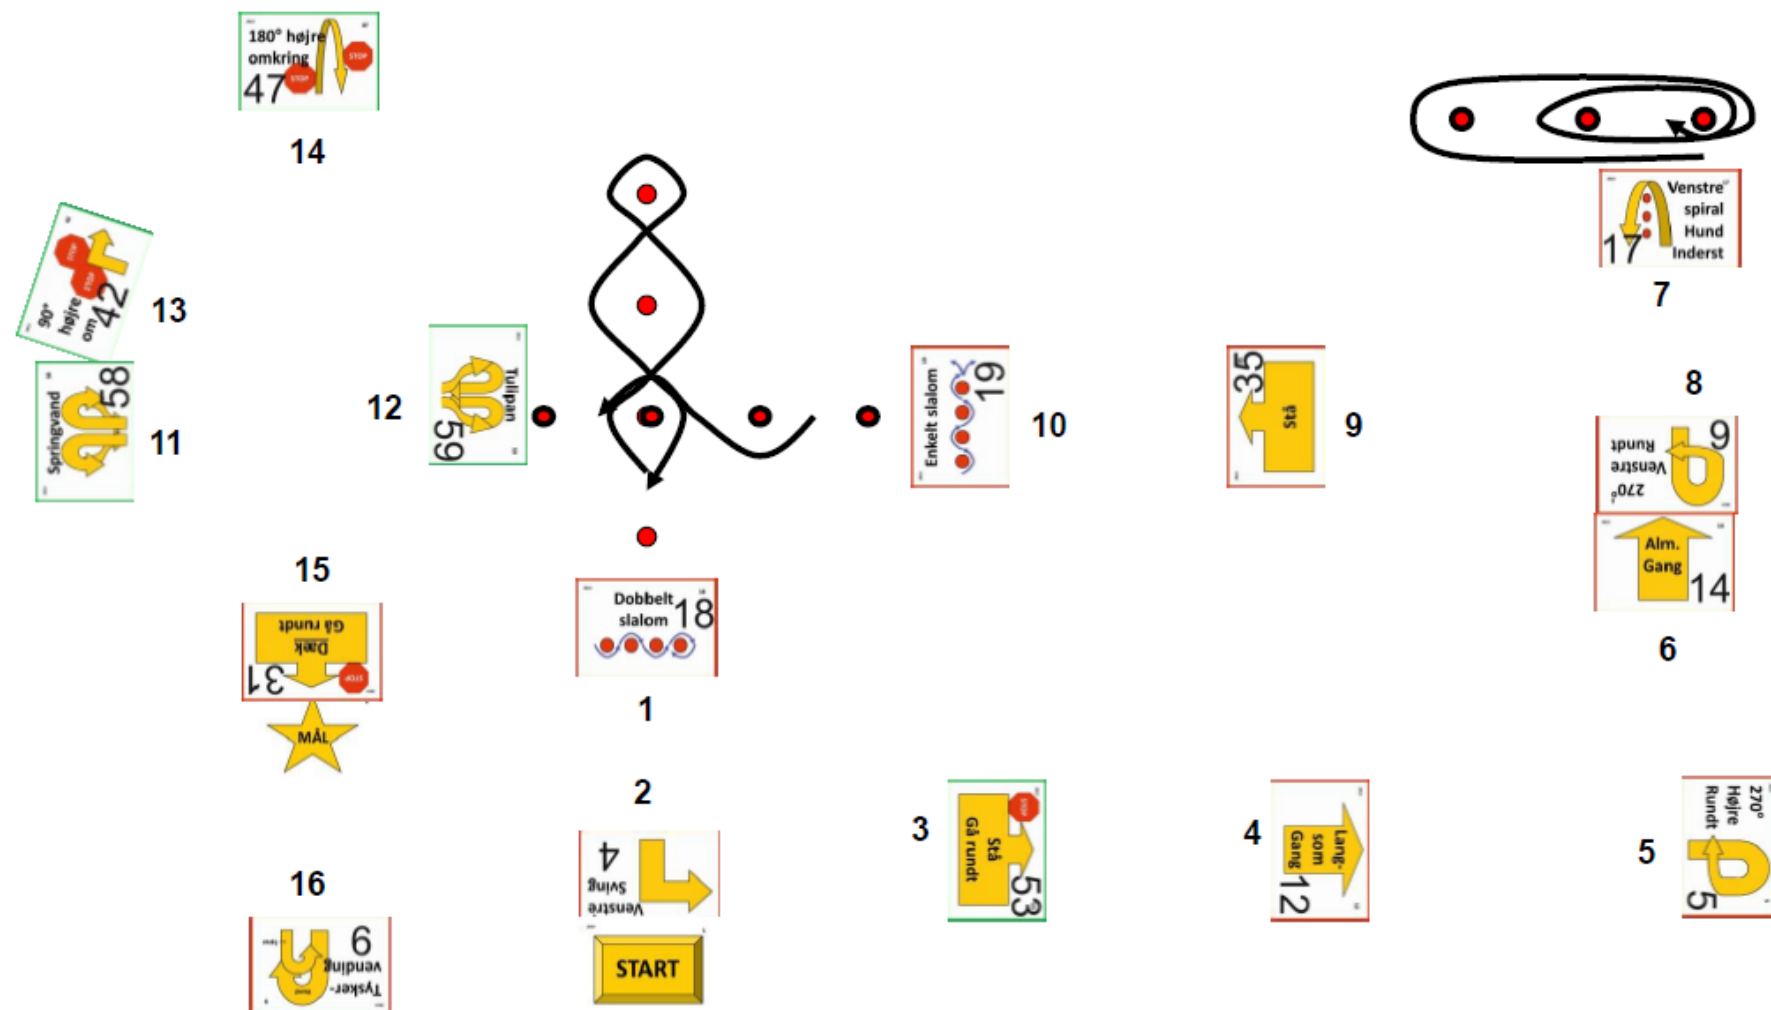 180° højre
omkring
47
STOP
STOP
14
Venstre
spiral
Hund
Inderst
17
7
STOP
STOP
90°
højre
om
42
13
Springvand
58
11
12
Tulipan
59
Enkelt slalom
19
10
35
Stå
9
8
270°
Venstre
Rundt
9
Alm.
Gang
14
6
15
Dæk
Gå rundt
31
STOP
MÅL
Dobbelt
slalom
18
1
2
Venstre
Sving
4
START
3
Stå
Gå rundt
STOP
53
4
Lang-
som
Gang
12
5
270°
Højre
Rundt
5
16
Tysker-
vending
9
Hund